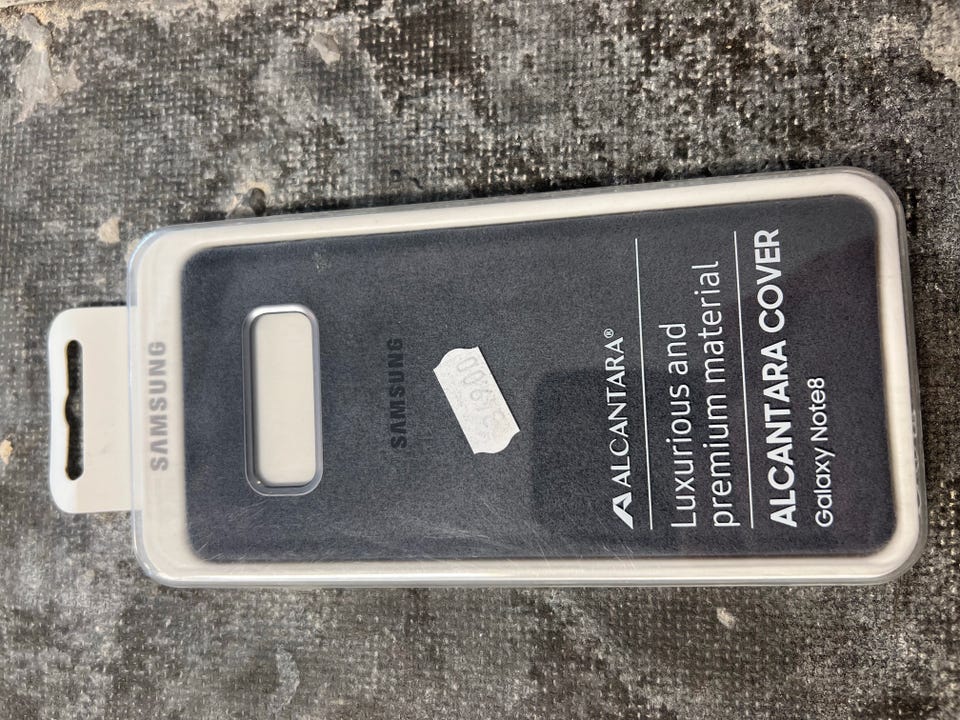 SAMSUNG
SAMSUNG
ALCANTARA®
Luxurious and
premium material
ALCANTARA COVER
Galaxy Note8